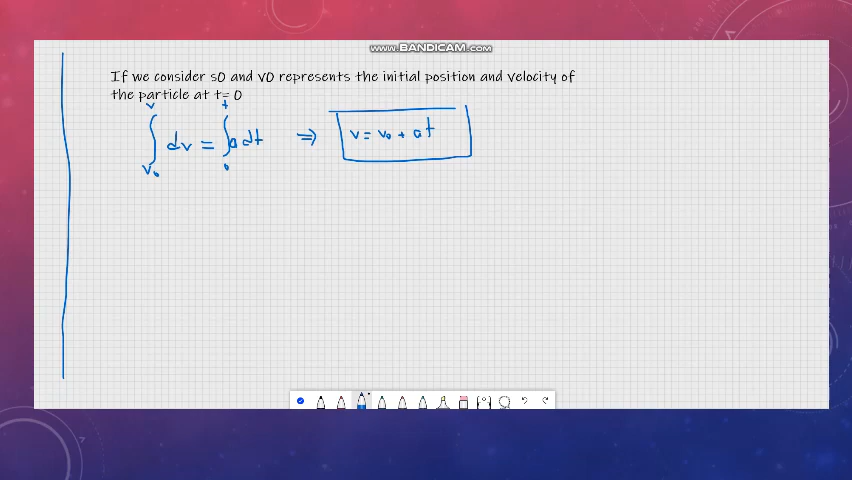 www.BANDICAM.com
If we consider s0 and v0 represents the initial position and velocity of
the particle at t= 0
∫_{v₀}^{v} dv = ∫_{0}^{t} a dt ⇒ v = v₀ + at